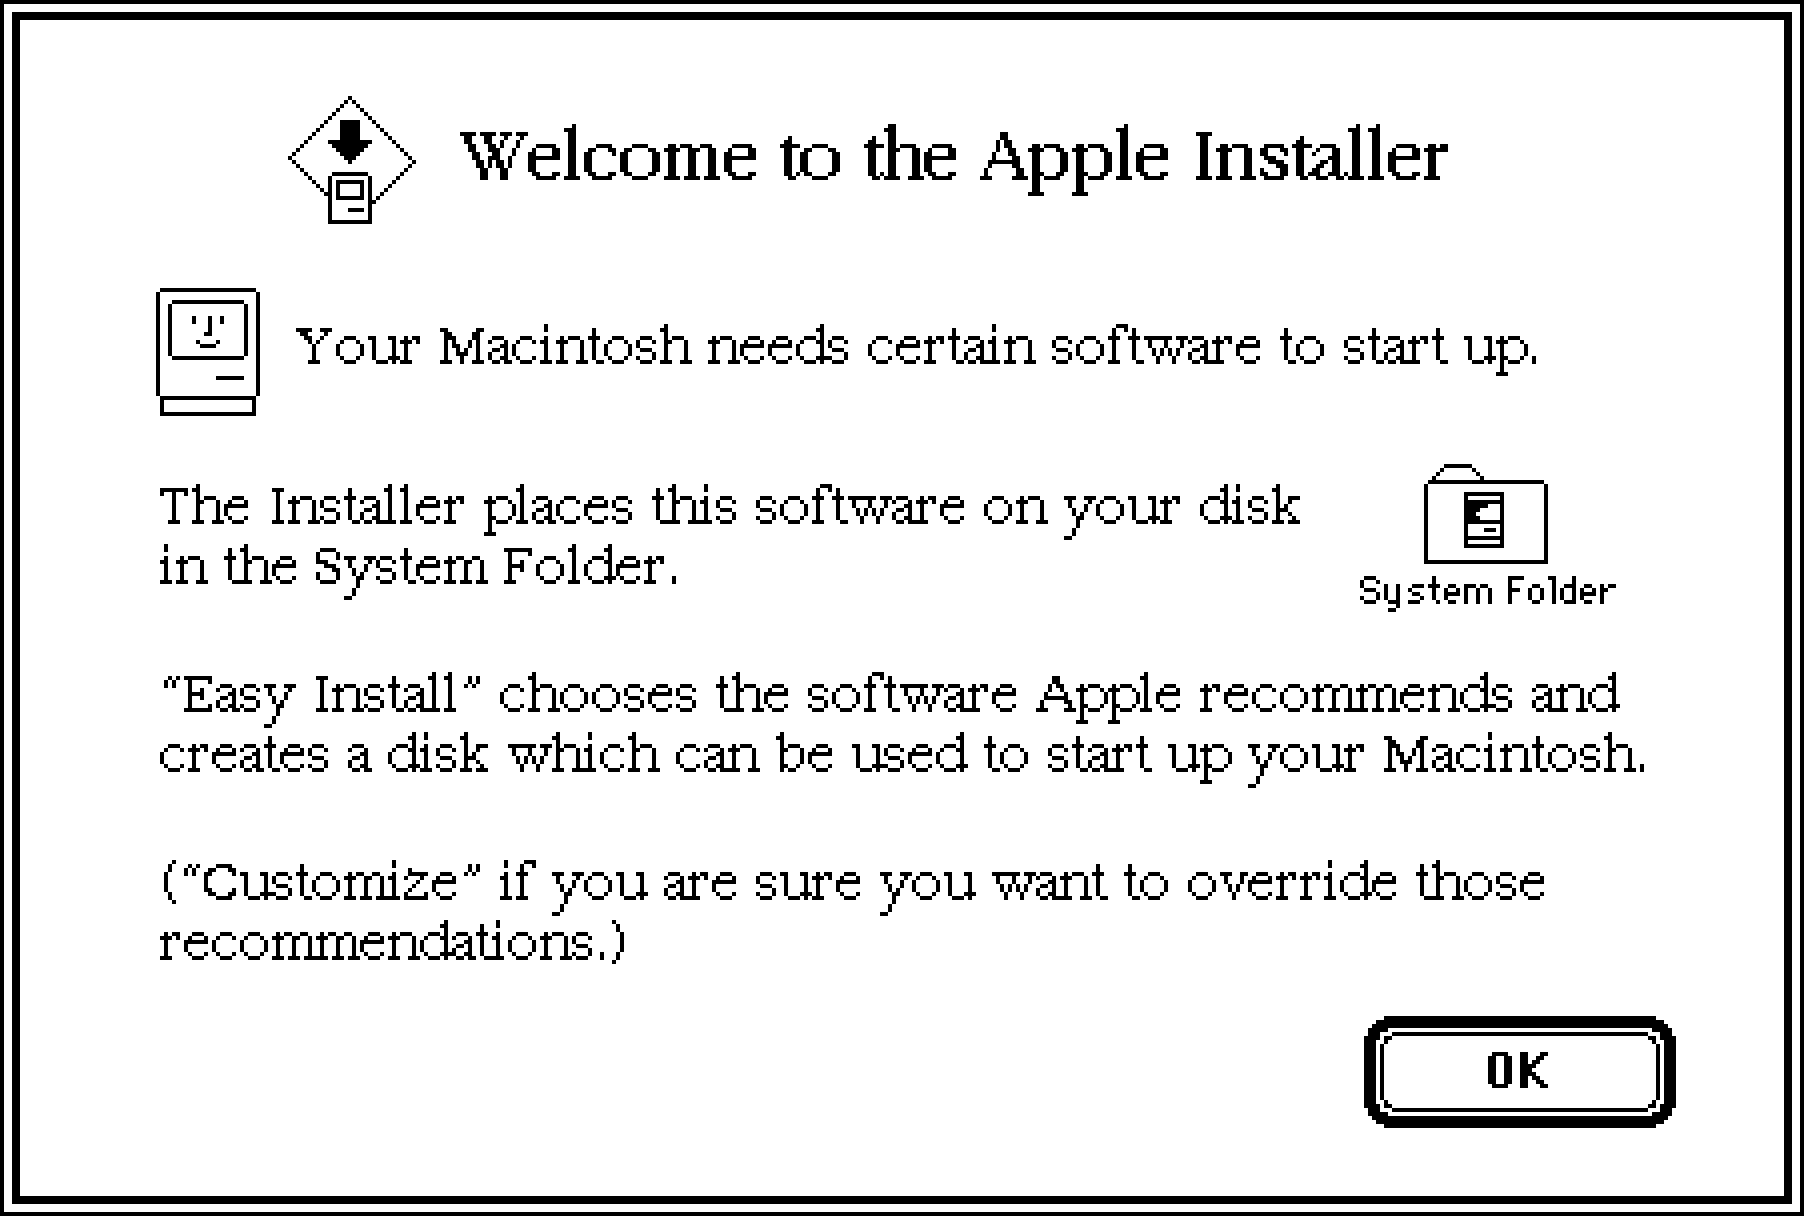 Welcome to the Apple Installer
Your Macintosh needs certain software to start up.
The Installer places this software on your disk
in the System Folder.
System Folder
“Easy Install” chooses the software Apple recommends and
creates a disk which can be used to start up your Macintosh.
(“Customize” if you are sure you want to override those
recommendations.)
OK